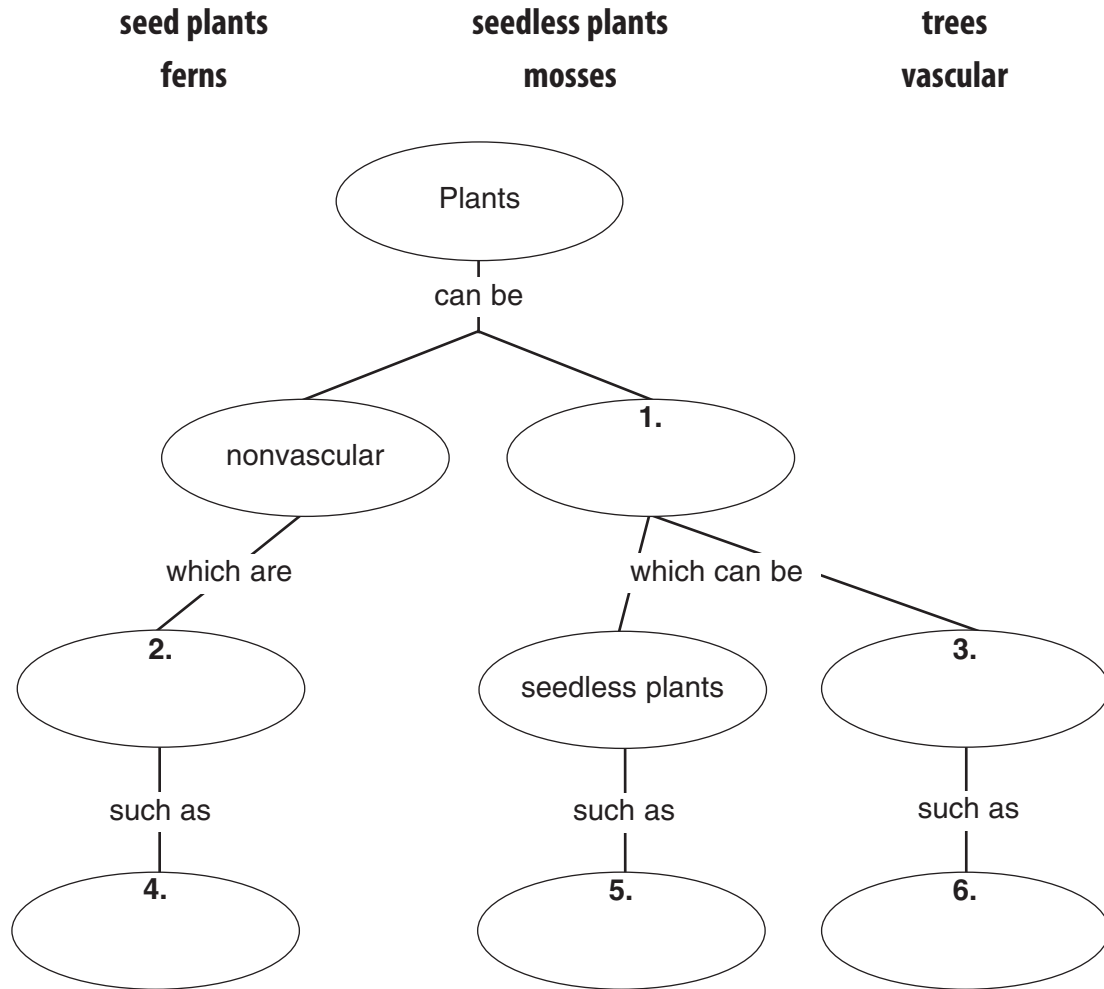 seed plants seedless plants trees
ferns mosses vascular
Plants
can be
nonvascular 1.
which are which can be
2. seedless plants 3.
such as such as such as
4. 5. 6.